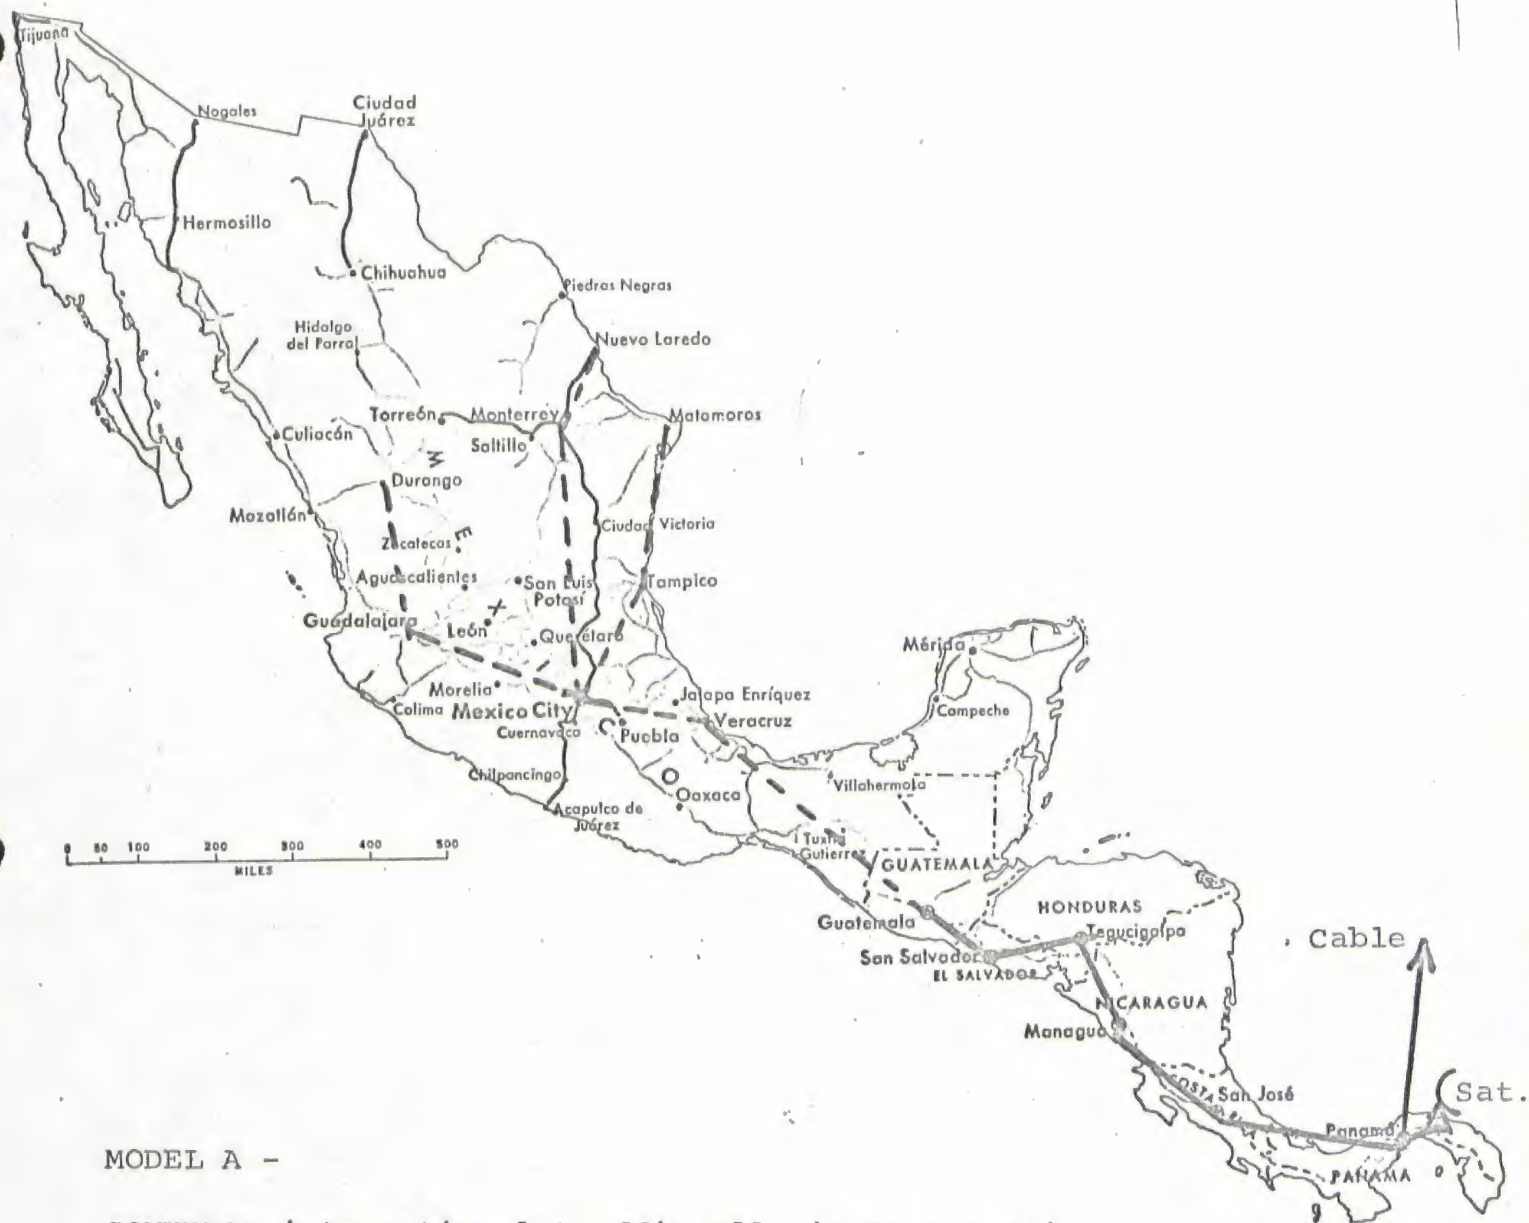 Tijuana
Nogales
Ciudad
Juárez
Hermosillo
Chihuahua
Piedras Negras
Hidalgo
del Parral
Nuevo Laredo
Torreón
Monterrey
Matamoros
Saltillo
Culiacán
M
Durango
Mazatlán
Ciudad Victoria
Zacatecas
E
Aguascalientes
San Luis
Potosí
Tampico
X
Guadalajara
León
Querétaro
Mérida
Morelia
Jalapa Enríquez
Colima
Mexico City
Veracruz
Campeche
Cuernavaca
C
Puebla
Chilpancingo
O
Villahermosa
Oaxaca
Acapulco de
Juárez
Tuxtla
Gutierrez
0 50 100 200 300 400 500
MILES
GUATEMALA
HONDURAS
Guatemala
Tegucigalpa
Cable
San Salvador
EL SALVADOR
NICARAGUA
Managua
COSTA
San José
Sat.
Panamá
PANAMA
MODEL A -